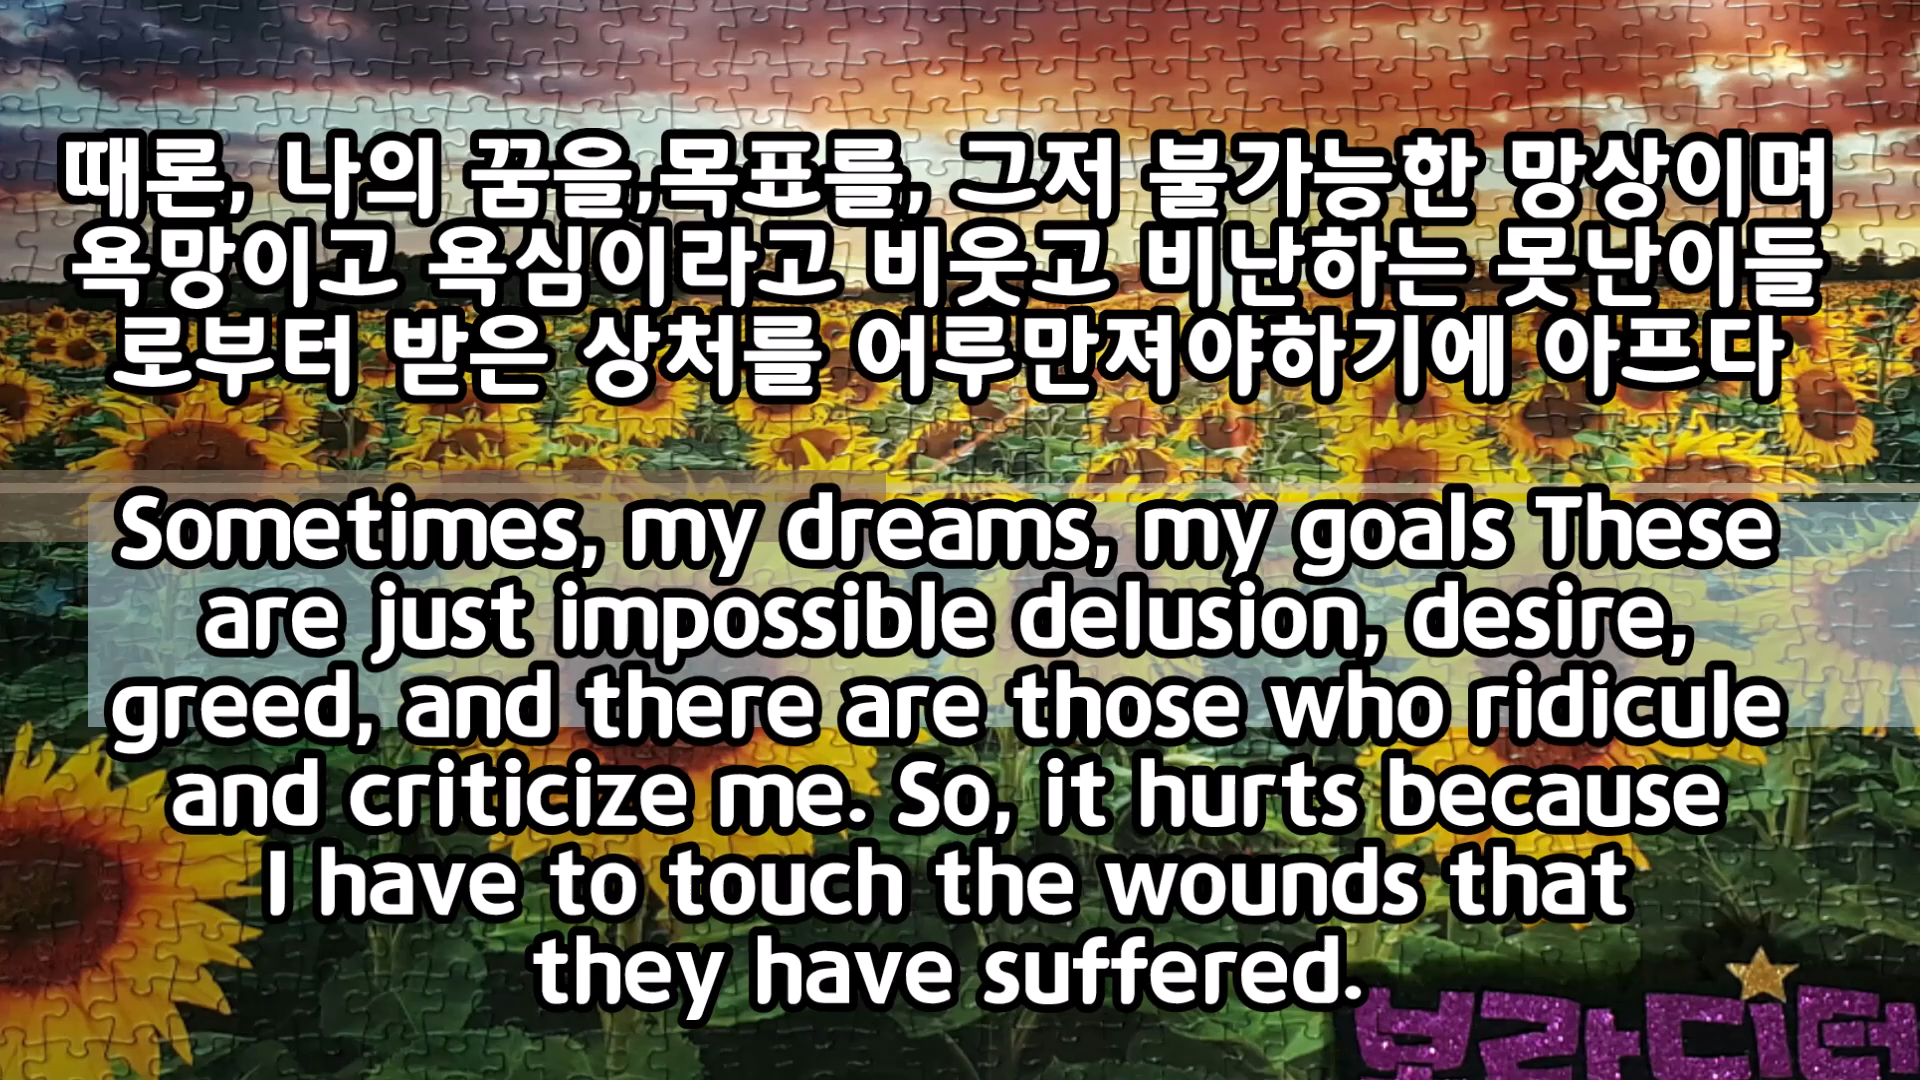 때론, 나의 꿈을,목표를, 그저 불가능한 망상이며
욕망이고 욕심이라고 비웃고 비난하는 못난이들
로부터 받은 상처를 어루만져야하기에 아프다
Sometimes, my dreams, my goals These
are just impossible delusion, desire,
greed, and there are those who ridicule
and criticize me. So, it hurts because
I have to touch the wounds that
they have suffered.
보라디터